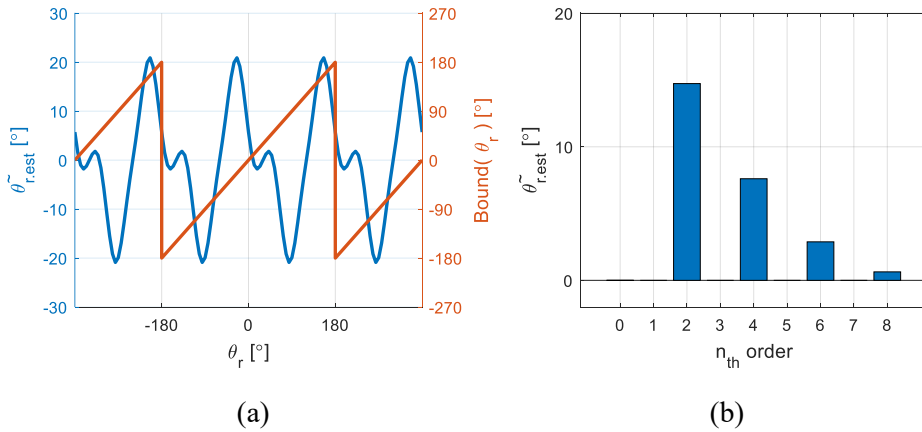 30
20
10
0
-10
-20
-30
θ̃r.est [°]
270
180
90
0
-90
-180
-270
Bound( θr ) [°]
-180 0 180
θr [°]
(a)
20
10
0
θ̃r.est [°]
0 1 2 3 4 5 6 7 8
nth order
(b)